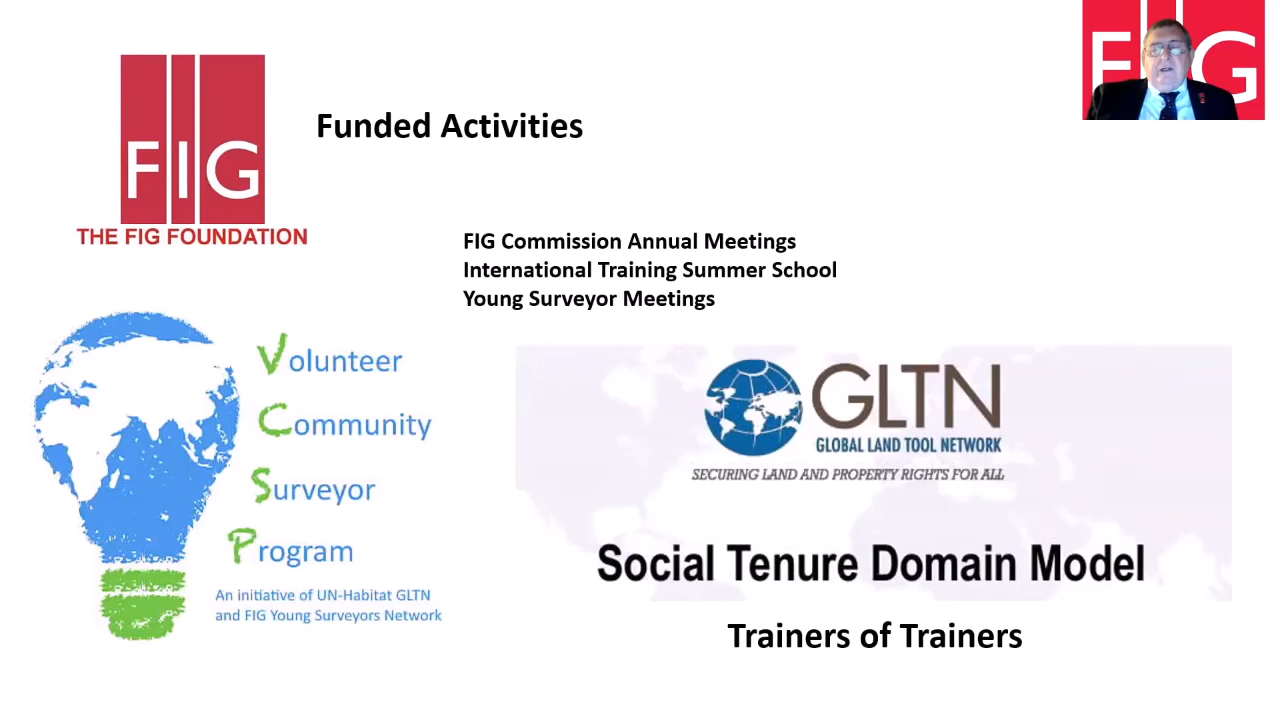 FIG
THE FIG FOUNDATION
Funded Activities
FIG
FIG Commission Annual Meetings
International Training Summer School
Young Surveyor Meetings
Volunteer
Community
Surveyor
Program
An initiative of UN-Habitat GLTN
and FIG Young Surveyors Network
GLTN
GLOBAL LAND TOOL NETWORK
SECURING LAND AND PROPERTY RIGHTS FOR ALL
Social Tenure Domain Model
Trainers of Trainers